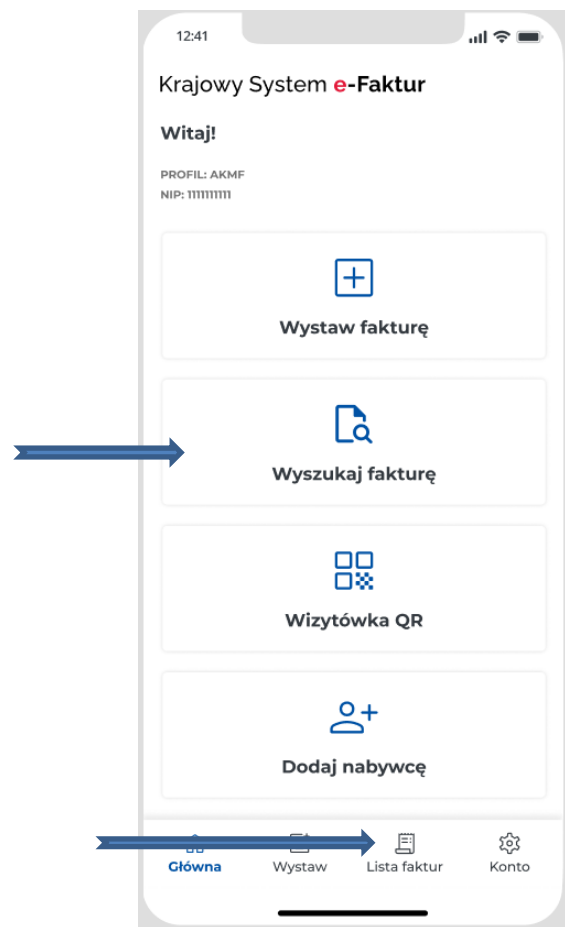 12:41
Krajowy System e-Faktur
Witaj!
PROFIL: AKMF
NIP: 1111111111
Wystaw fakturę
Wyszukaj fakturę
Wizytówka QR
Dodaj nabywcę
Główna Wystaw Lista faktur Konto